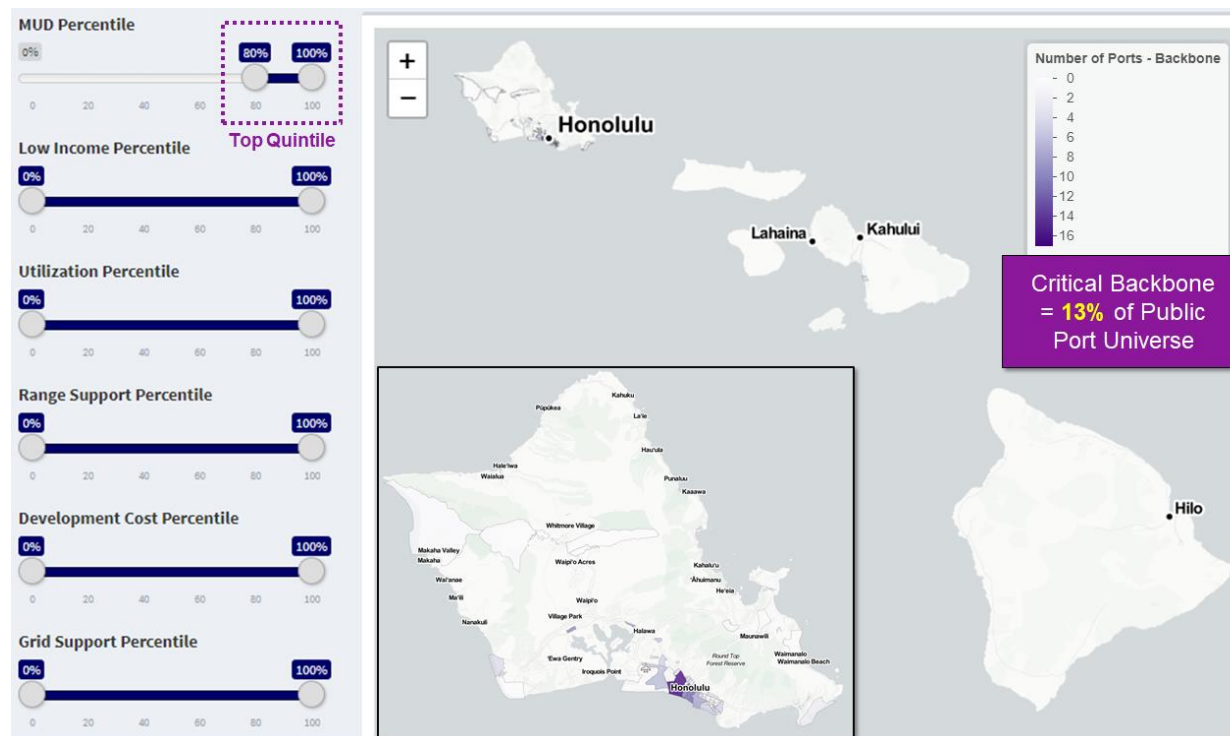 MUD Percentile
0%
80%
100%
0 20 40 60 80 100
Top Quintile
Low Income Percentile
0%
100%
0 20 40 60 80 100
Utilization Percentile
0%
100%
0 20 40 60 80 100
Range Support Percentile
0%
100%
0 20 40 60 80 100
Development Cost Percentile
0%
100%
0 20 40 60 80 100
Grid Support Percentile
0%
100%
0 20 40 60 80 100
+
−
Honolulu
Lahaina
Kahului
Hilo
Number of Ports - Backbone
0
2
4
6
8
10
12
14
16
Critical Backbone
= 13% of Public
Port Universe
Kahuku
Pūpūkea
La'ie
Hau'ula
Hale'iwa
Waialua
Punaluu
Kaaawa
Whitmore Village
Makaha Valley
Makaha
Waipi'o Acres
Kahalu'u
Wai'anae
'Āhuimanu
He'eia
Ma'ili
Waipi'o
Nanakuli
Village Park
Halawa
Maunawili
Waimanalo
Waimanalo Beach
'Ewa Gentry
Iroquois Point
Round Top
Forest Reserve
Honolulu